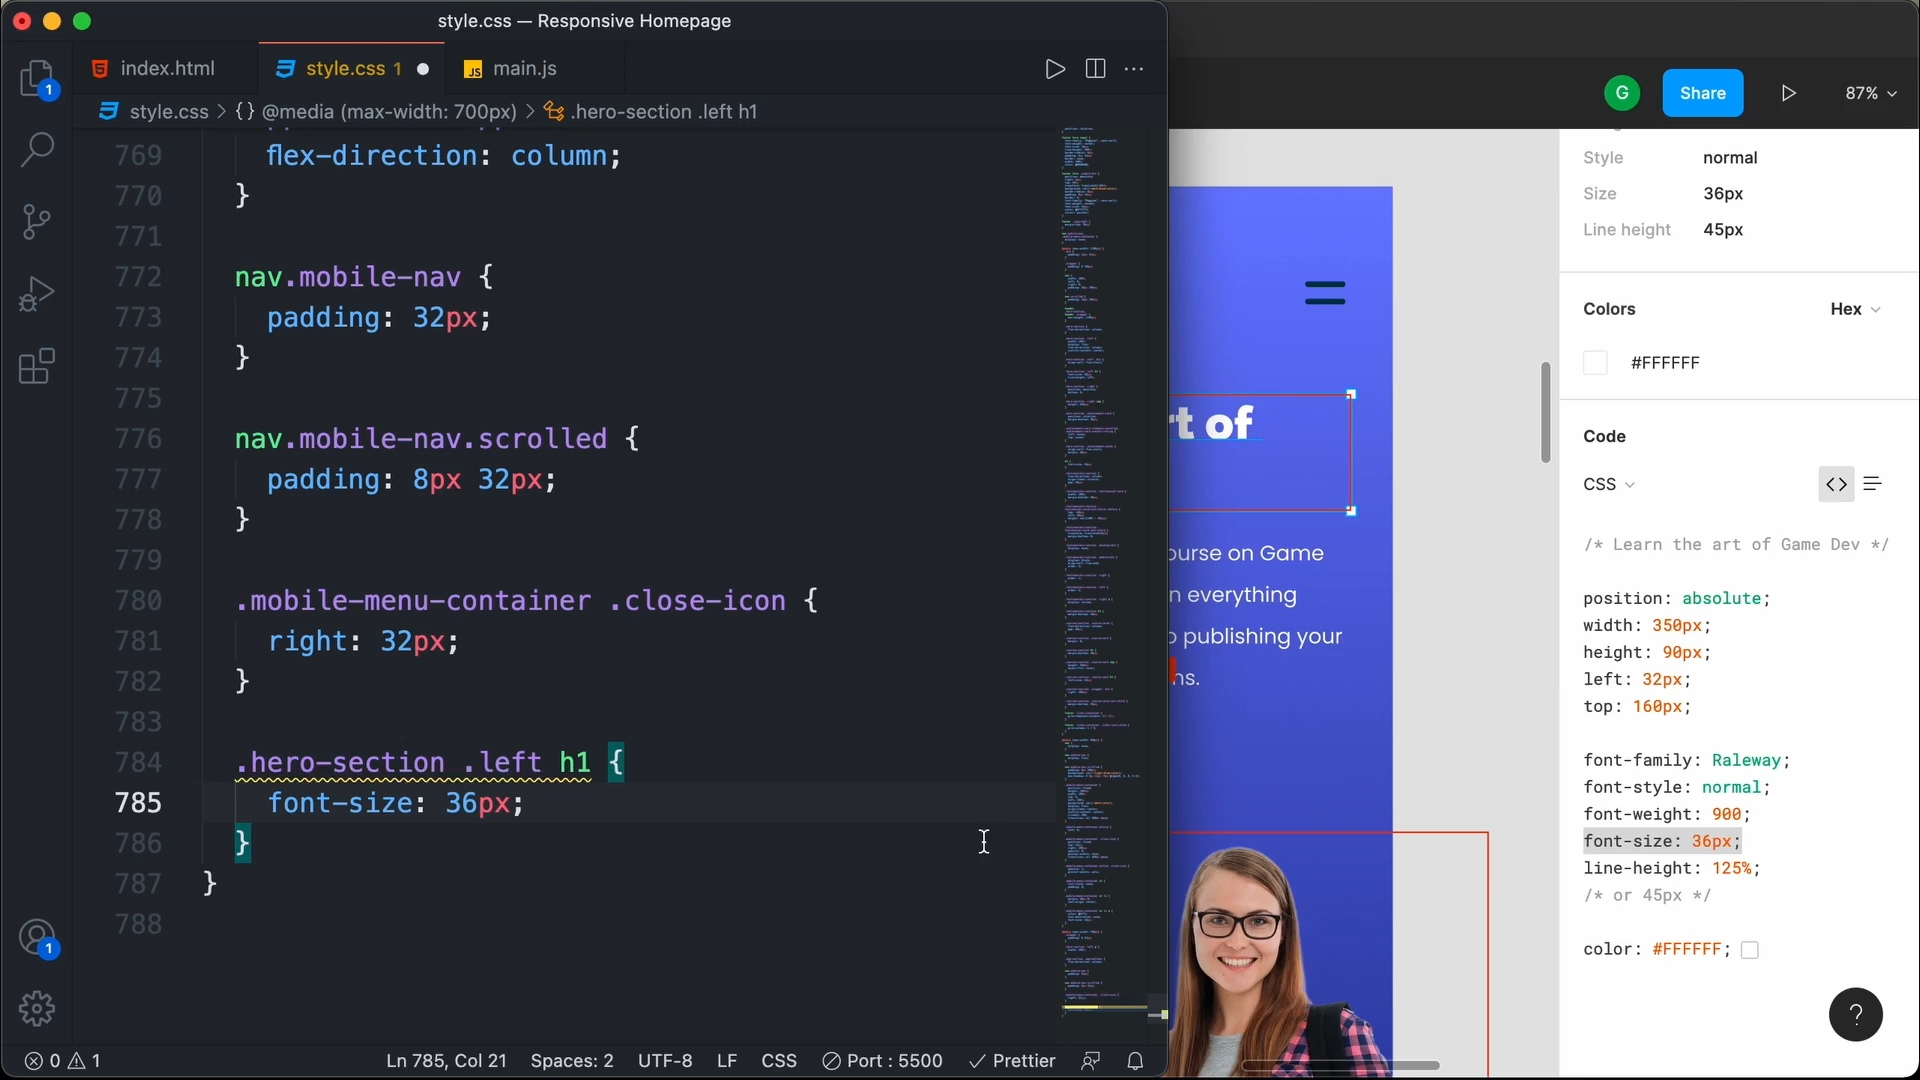 style.css — Responsive Homepage
index.html
style.css 1
main.js
style.css > {} @media (max-width: 700px) > .hero-section .left h1
769 flex-direction: column;
770 }
771
772 nav.mobile-nav {
773 padding: 32px;
774 }
775
776 nav.mobile-nav.scrolled {
777 padding: 8px 32px;
778 }
779
780 .mobile-menu-container .close-icon {
781 right: 32px;
782 }
783
784 .hero-section .left h1 {
785 font-size: 36px;
786 }
787 }
788
1
1
0 1
Ln 785, Col 21
Spaces: 2
UTF-8
LF
CSS
Port : 5500
Prettier
G
Share
87%
rt of
ourse on Game
n everything
o publishing your
ns.
Style normal
Size 36px
Line height 45px
Colors
Hex
#FFFFFF
Code
CSS
/* Learn the art of Game Dev */
position: absolute;
width: 350px;
height: 90px;
left: 32px;
top: 160px;
font-family: Raleway;
font-style: normal;
font-weight: 900;
font-size: 36px;
line-height: 125%;
/* or 45px */
color: #FFFFFF;
?